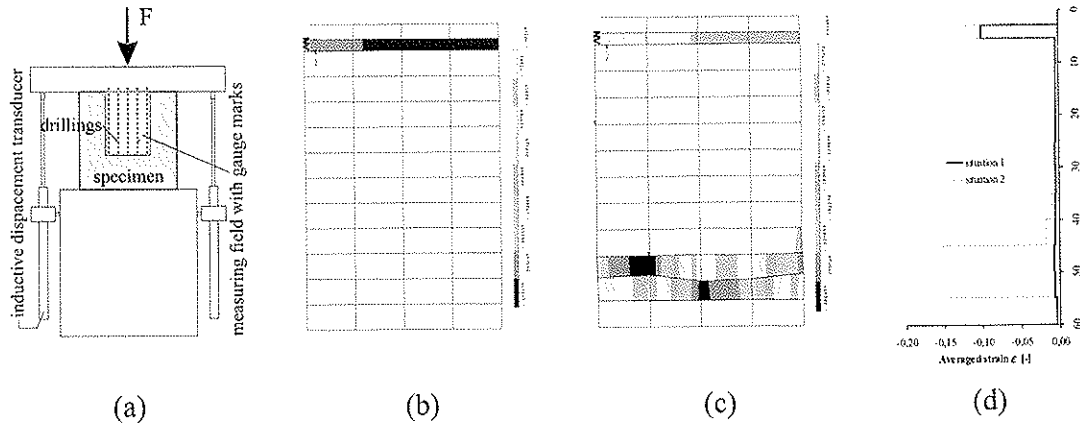 F
drillings
specimen
inductive dispacement transducer
measuring field with gauge marks
(a)
(b)
(c)
0
10
20
30
40
50
60
situation 1
situation 2
-0,20
-0,15
-0,10
-0,05
0,00
Averaged strain ε [-]
(d)